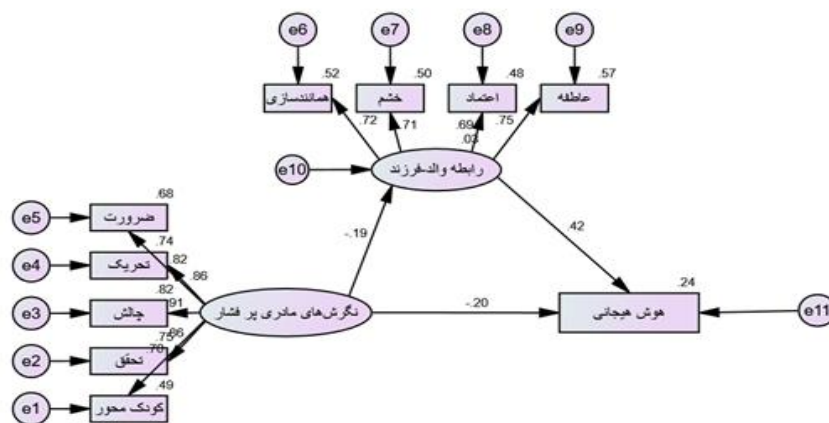 e6 e7 e8 e9
.52 .50 .48 .57
همانندسازی خشم اعتماد عاطفه
.72 .71 .69 .75
.03
e10 رابطه والد-فرزند
.68
e5 ضرورت
.74
-.19 .42
e4 تحریک .82 .86
.82
e3 چالش .91 نگرش‌های مادری پر فشار -.20 .24 هوش هیجانی e11
.75 .86
e2 تحقق .70
.49
e1 کودک محور